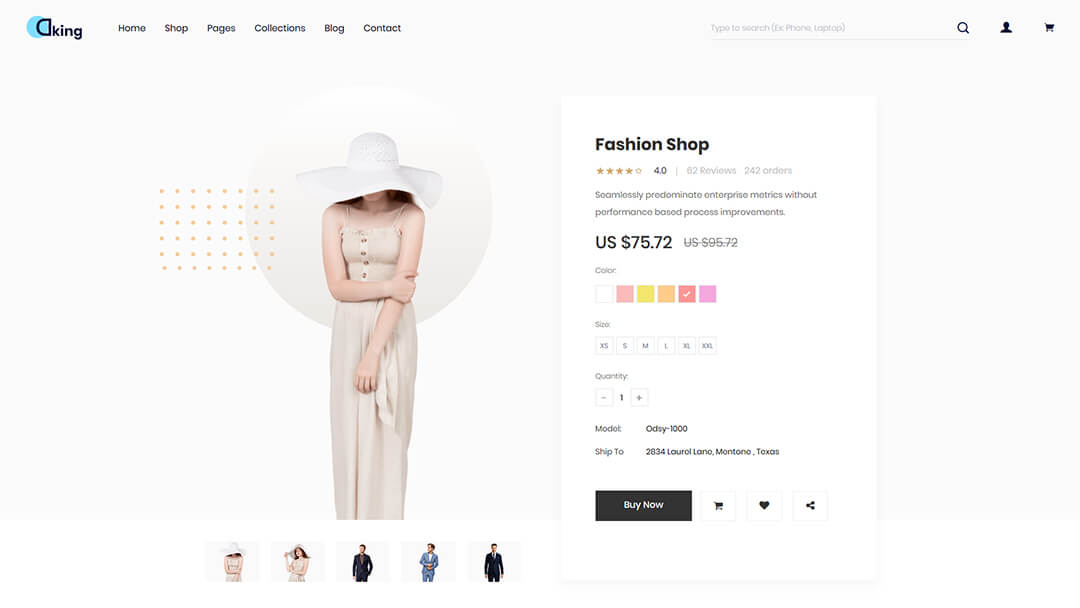 aking
Home Shop Pages Collections Blog Contact
Type to search (Ex: Phone, Laptop)
Fashion Shop
4.0 | 62 Reviews 242 orders
Seamlessly predominate enterprise metrics without
performance based process improvements.
US $75.72 US $95.72
Color:
Size:
XS S M L XL XXL
Quantity:
- 1 +
Model: Odsy-1000
Ship To 2834 Laurol Lano, Montono , Toxas
Buy Now